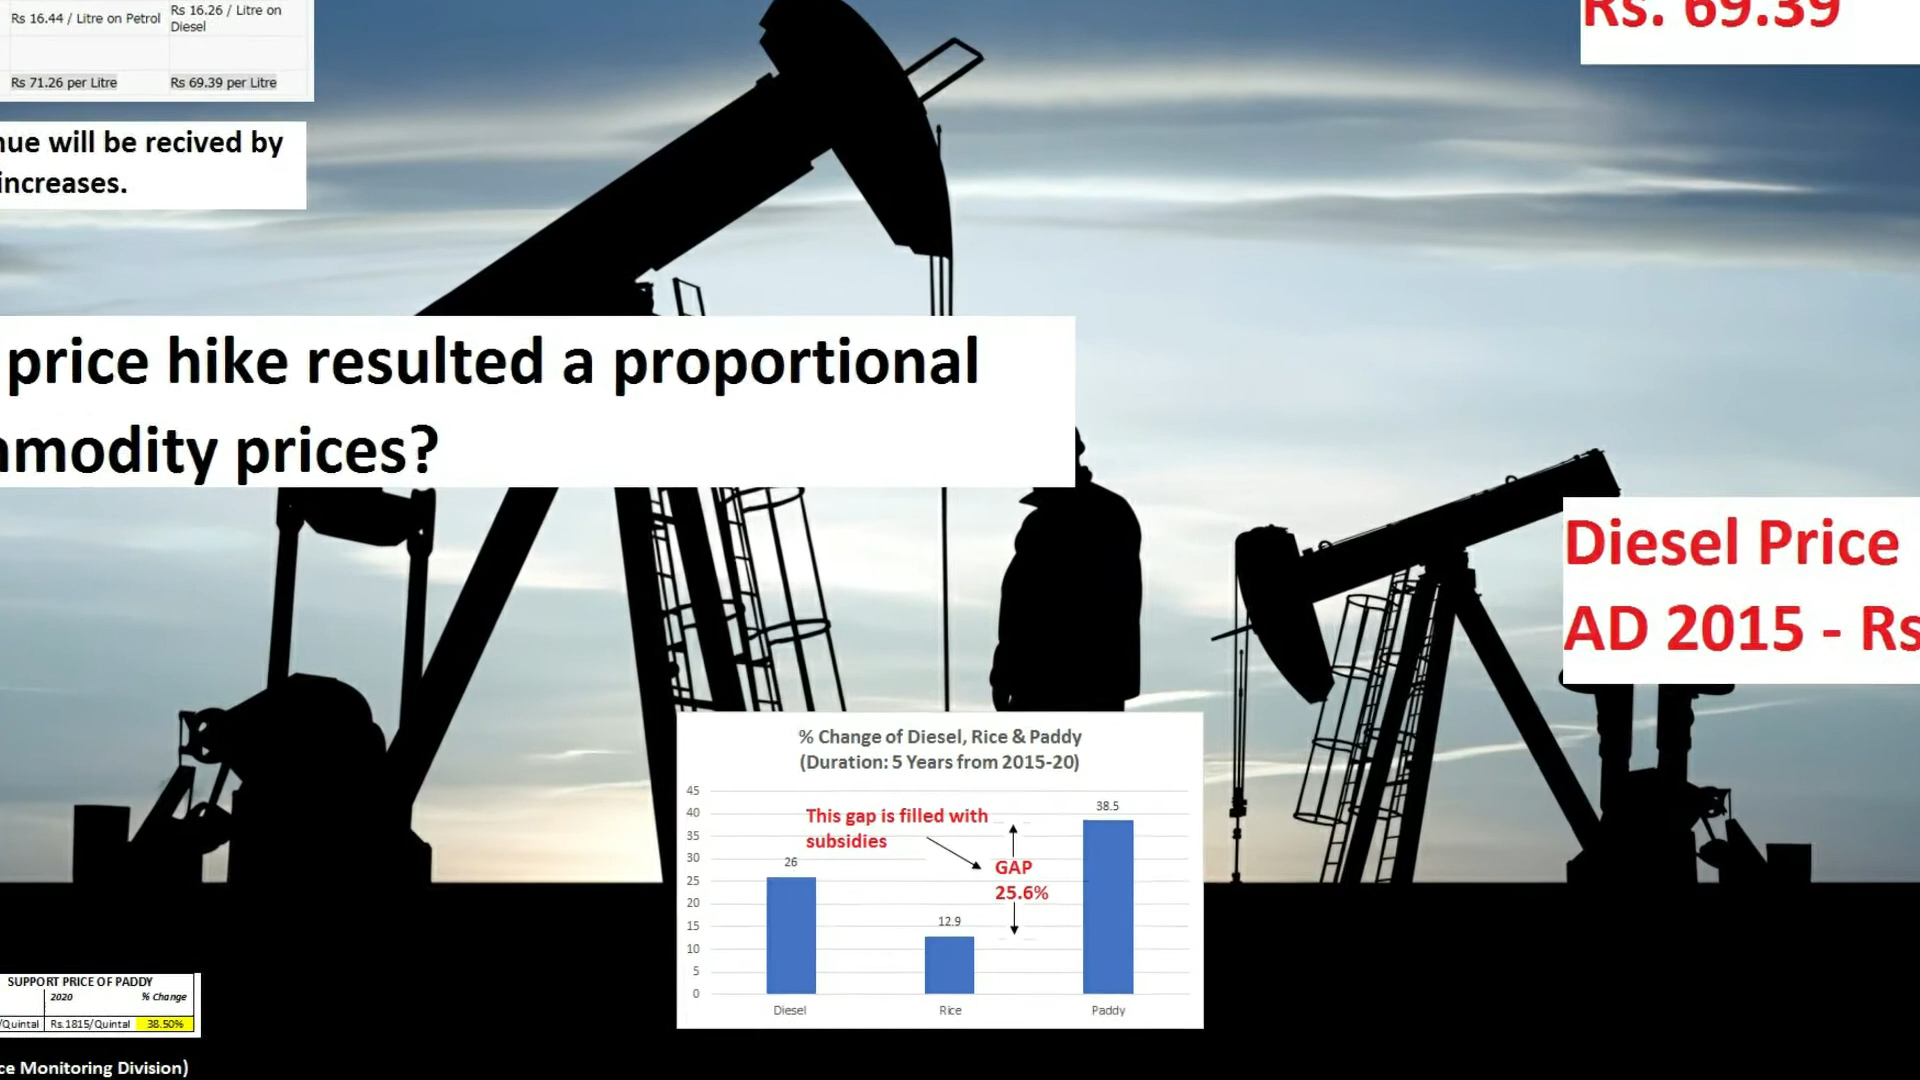 Rs 16.44 / Litre on Petrol
Rs 16.26 / Litre on
Diesel
Rs 71.26 per Litre
Rs 69.39 per Litre
Rs. 69.39
nue will be recived by
increases.
price hike resulted a proportional
mmodity prices?
Diesel Price
AD 2015 - Rs
% Change of Diesel, Rice & Paddy
(Duration: 5 Years from 2015-20)
45
40
35
30
25
20
15
10
5
0
This gap is filled with
subsidies
GAP
25.6%
26
12.9
38.5
Diesel
Rice
Paddy
SUPPORT PRICE OF PADDY
2020
% Change
/Quintal
Rs.1815/Quintal
38.50%
ce Monitoring Division)